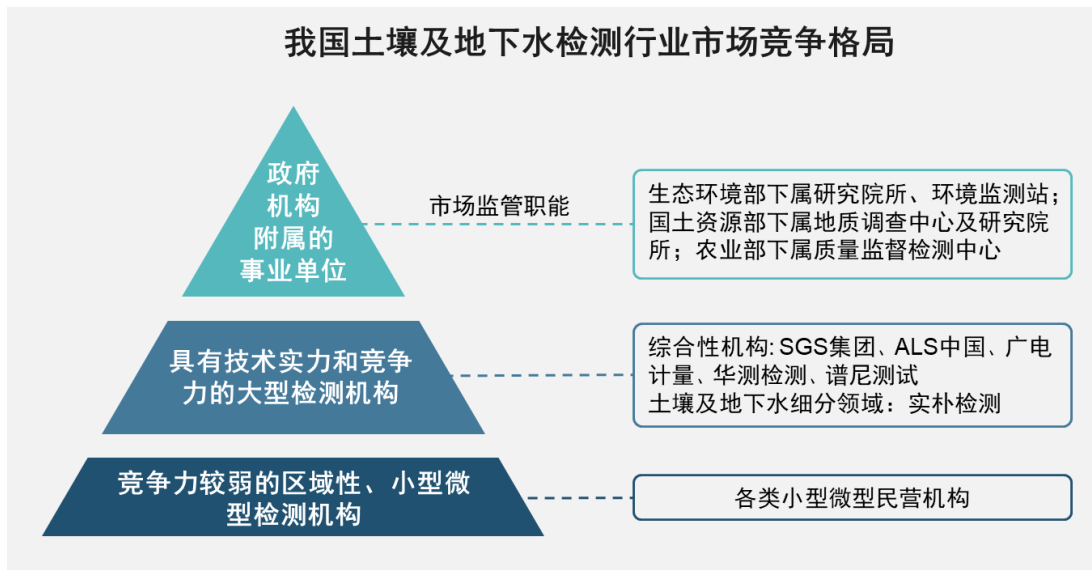 我国土壤及地下水检测行业市场竞争格局
政府
机构
附属的
事业单位
市场监管职能
生态环境部下属研究院所、环境监测站；
国土资源部下属地质调查中心及研究院
所；农业部下属质量监督检测中心
具有技术实力和竞争
力的大型检测机构
综合性机构: SGS集团、ALS中国、广电
计量、华测检测、谱尼测试
土壤及地下水细分领域：实朴检测
竞争力较弱的区域性、小型微
型检测机构
各类小型微型民营机构